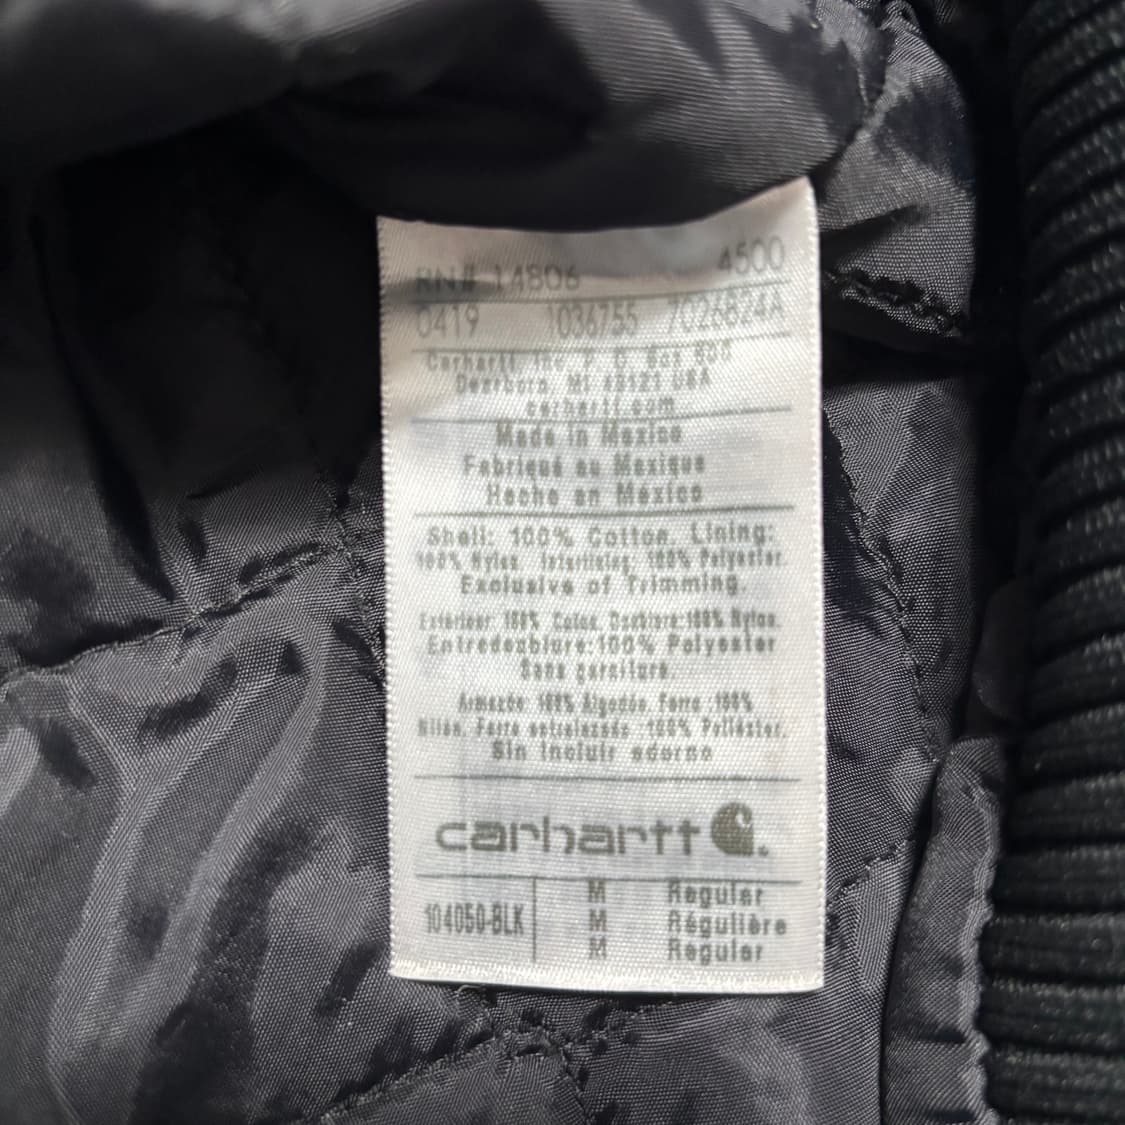 RN# 14806 4500
0419 1036755 7026824A
Carhartt, Inc. P. O. Box 600
Dearborn, MI 48121 USA
carhartt.com
Made in Mexico
Fabriqué au Mexique
Hecho en México
Shell: 100% Cotton. Lining:
100% Nylon. Interlining: 100% Polyester
Exclusive of Trimming.
Extérieur: 100% Coton. Doublure:100% Nylon.
Entredoublure:100% Polyester
Sans garniture.
Armazón: 100% Algodón. Forro :100%
Nilón. Forro entrelazado :100% Poliéster.
Sin incluir adorno
carhartt
104050-BLK M Regular
M Régulière
M Regular